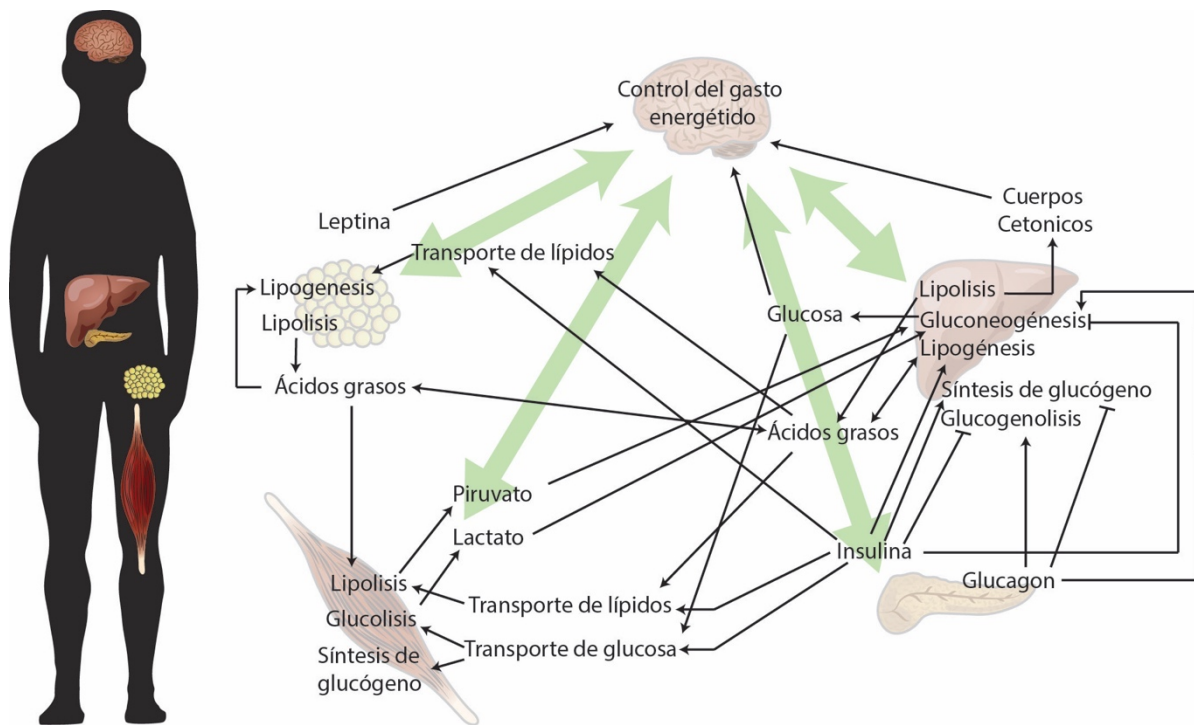 Control del gasto
energétido
Leptina
Transporte de lípidos
Lipogenesis
Lipolisis
Ácidos grasos
Cuerpos
Cetonicos
Lipolisis
Glucosa
Gluconeogénesis
Lipogénesis
Síntesis de glucógeno
Glucogenolisis
Ácidos grasos
Piruvato
Lactato
Insulina
Glucagon
Lipolisis
Transporte de lípidos
Glucolisis
Transporte de glucosa
Síntesis de
glucógeno